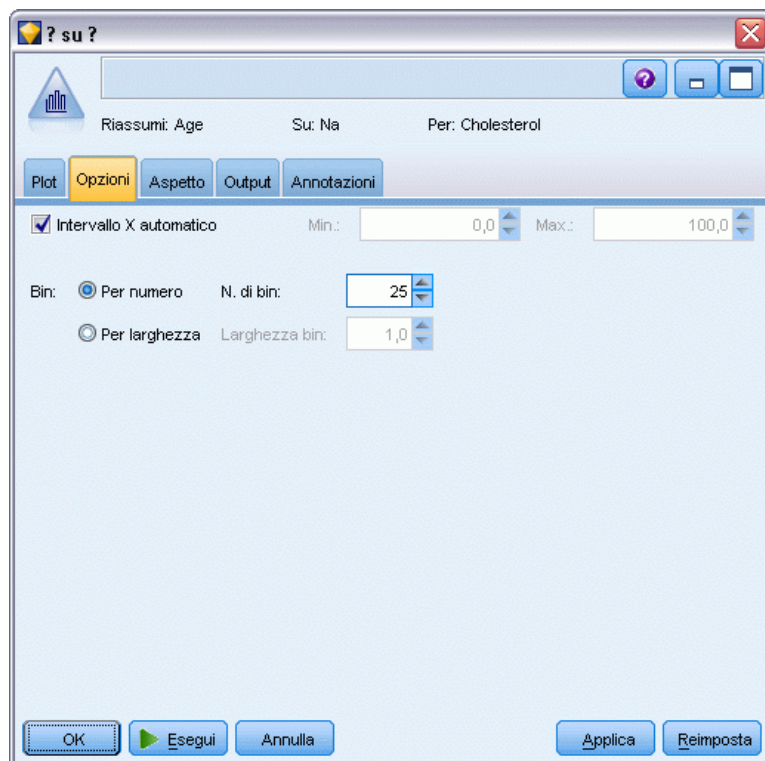 ? su ?
Riassumi: Age Su: Na Per: Cholesterol
Plot Opzioni Aspetto Output Annotazioni
Intervallo X automatico Min.: 0,0 Max.: 100,0
Bin: Per numero N. di bin: 25
Per larghezza Larghezza bin: 1,0
OK Esegui Annulla Applica Reimposta